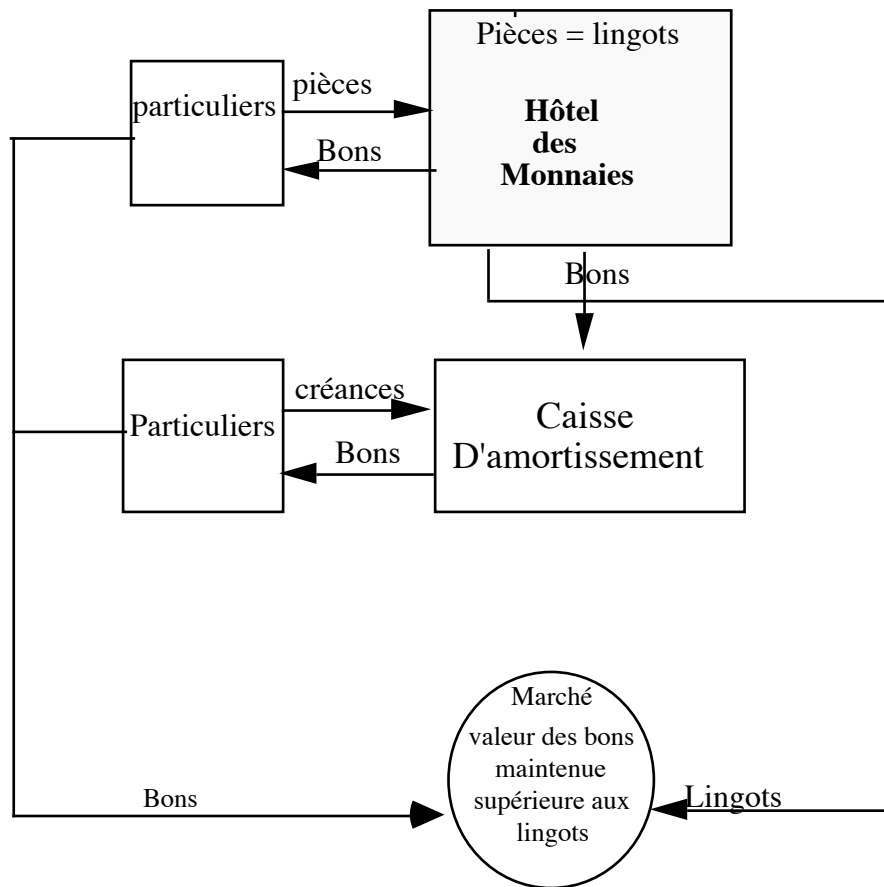 Pièces = lingots
particuliers
pièces
Bons
Hôtel
des
Monnaies
Bons
Particuliers
créances
Bons
Caisse
D'amortissement
Marché
valeur des bons
maintenue
supérieure aux
lingots
Bons
Lingots